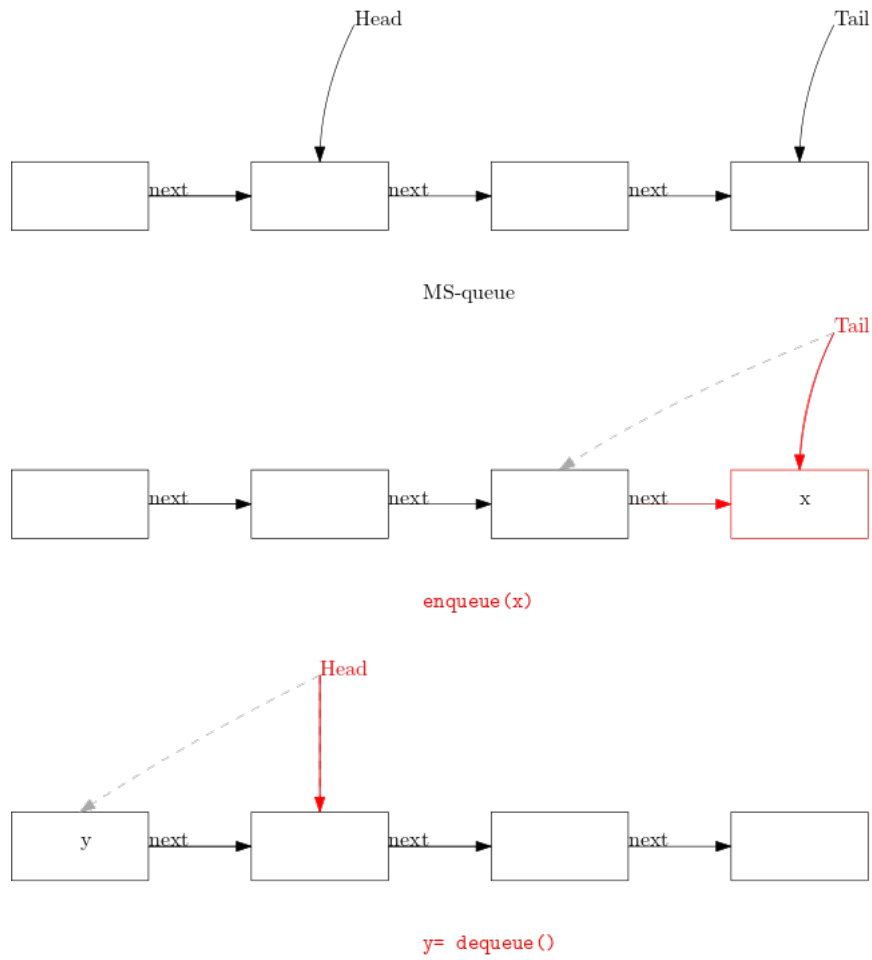 Head Tail
next next next
MS-queue
Tail
next next next x
enqueue(x)
Head
y next next next
y= dequeue()